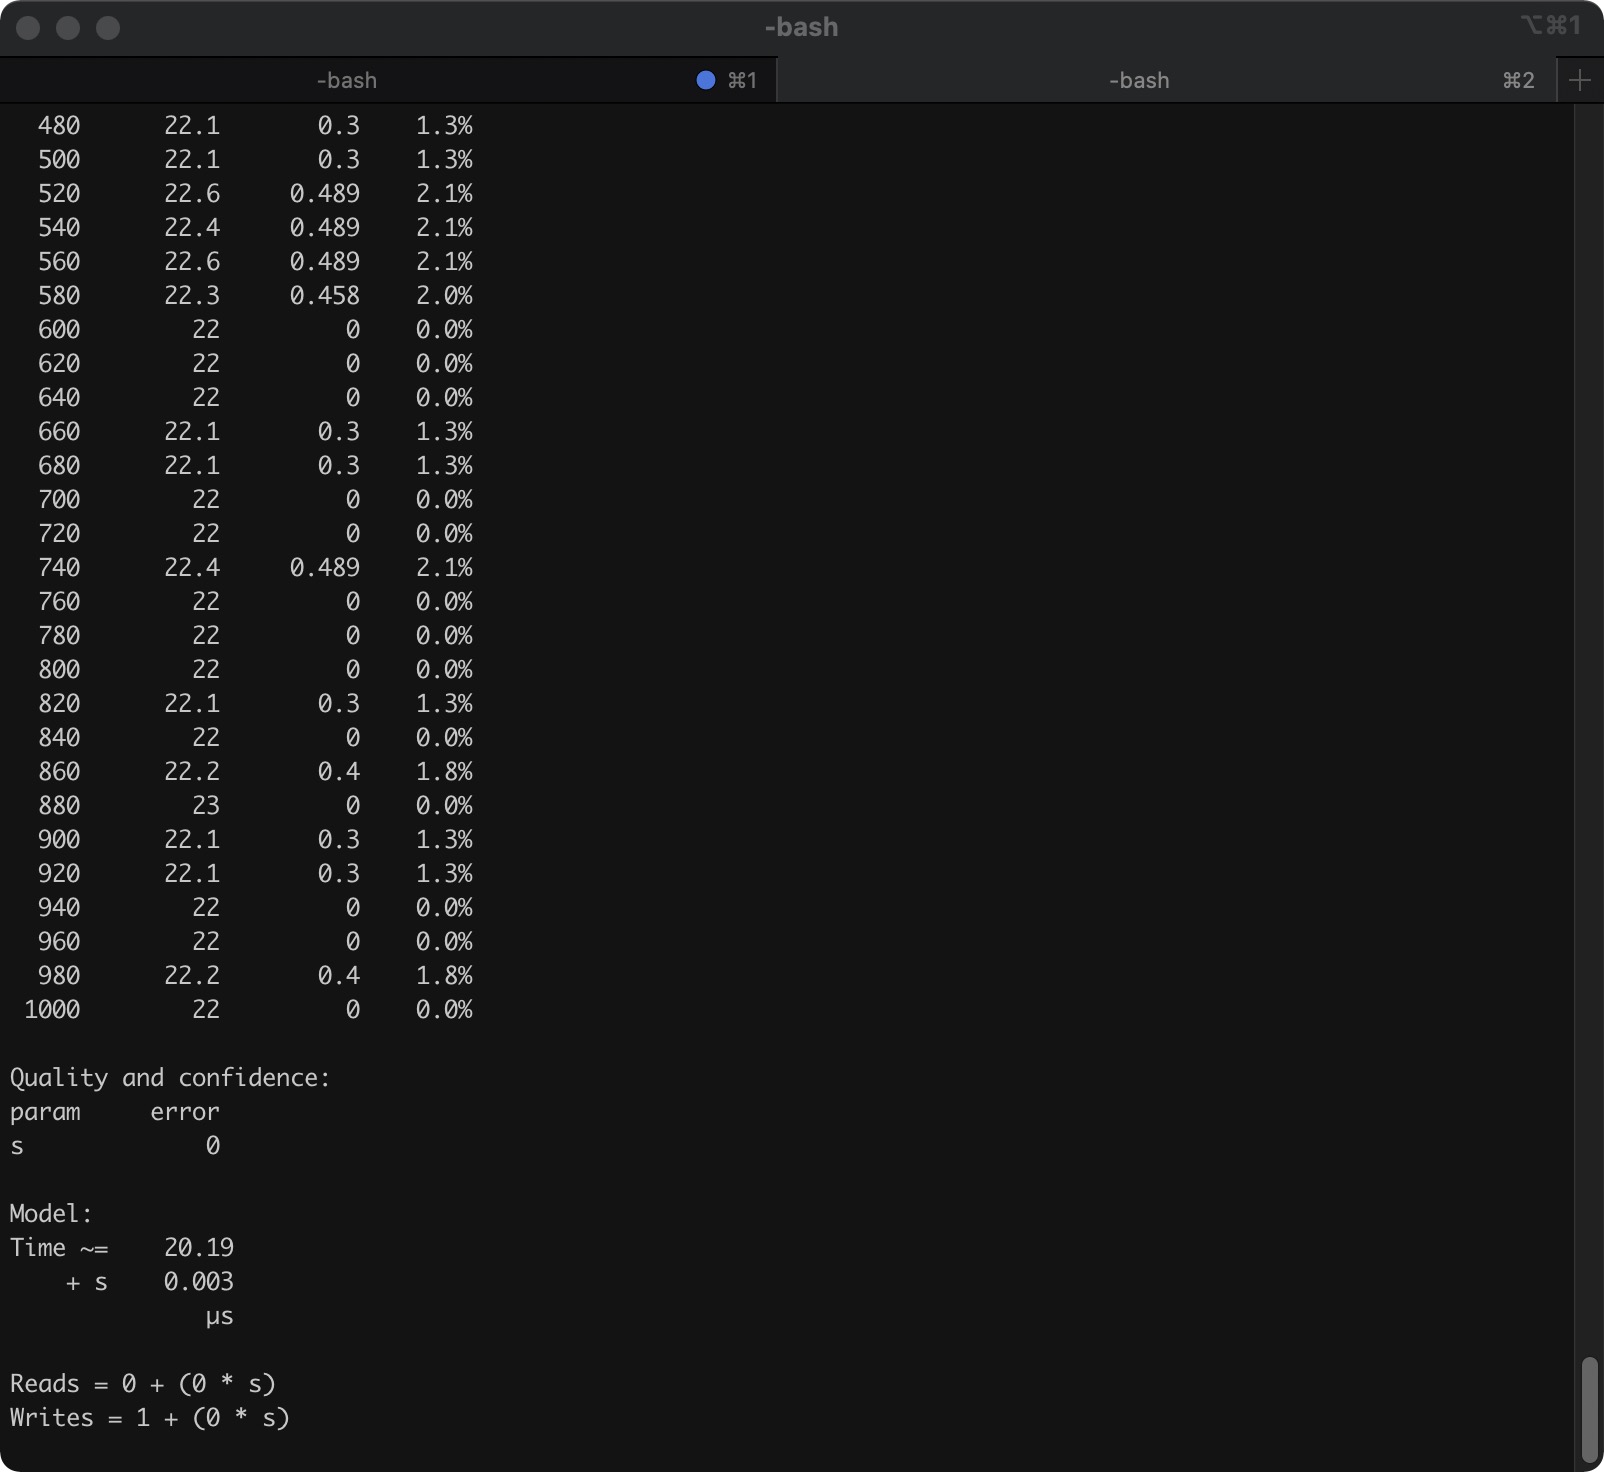 -bash
⌥⌘1
-bash ⌘1 -bash ⌘2 +
480 22.1 0.3 1.3%
500 22.1 0.3 1.3%
520 22.6 0.489 2.1%
540 22.4 0.489 2.1%
560 22.6 0.489 2.1%
580 22.3 0.458 2.0%
600 22 0 0.0%
620 22 0 0.0%
640 22 0 0.0%
660 22.1 0.3 1.3%
680 22.1 0.3 1.3%
700 22 0 0.0%
720 22 0 0.0%
740 22.4 0.489 2.1%
760 22 0 0.0%
780 22 0 0.0%
800 22 0 0.0%
820 22.1 0.3 1.3%
840 22 0 0.0%
860 22.2 0.4 1.8%
880 23 0 0.0%
900 22.1 0.3 1.3%
920 22.1 0.3 1.3%
940 22 0 0.0%
960 22 0 0.0%
980 22.2 0.4 1.8%
1000 22 0 0.0%
Quality and confidence:
param error
s 0
Model:
Time ~= 20.19
+ s 0.003
µs
Reads = 0 + (0 * s)
Writes = 1 + (0 * s)